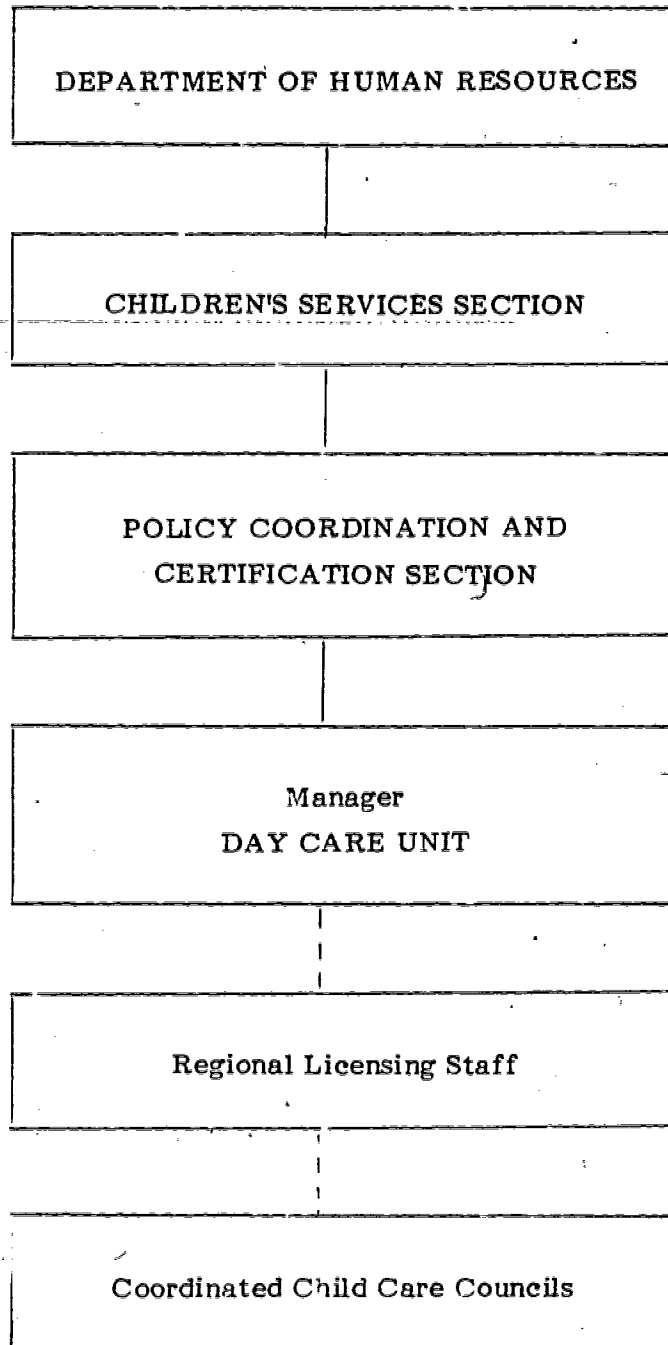 DEPARTMENT OF HUMAN RESOURCES
CHILDREN'S SERVICES SECTION
POLICY COORDINATION AND
CERTIFICATION SECTION
Manager
DAY CARE UNIT
Regional Licensing Staff
Coordinated Child Care Councils